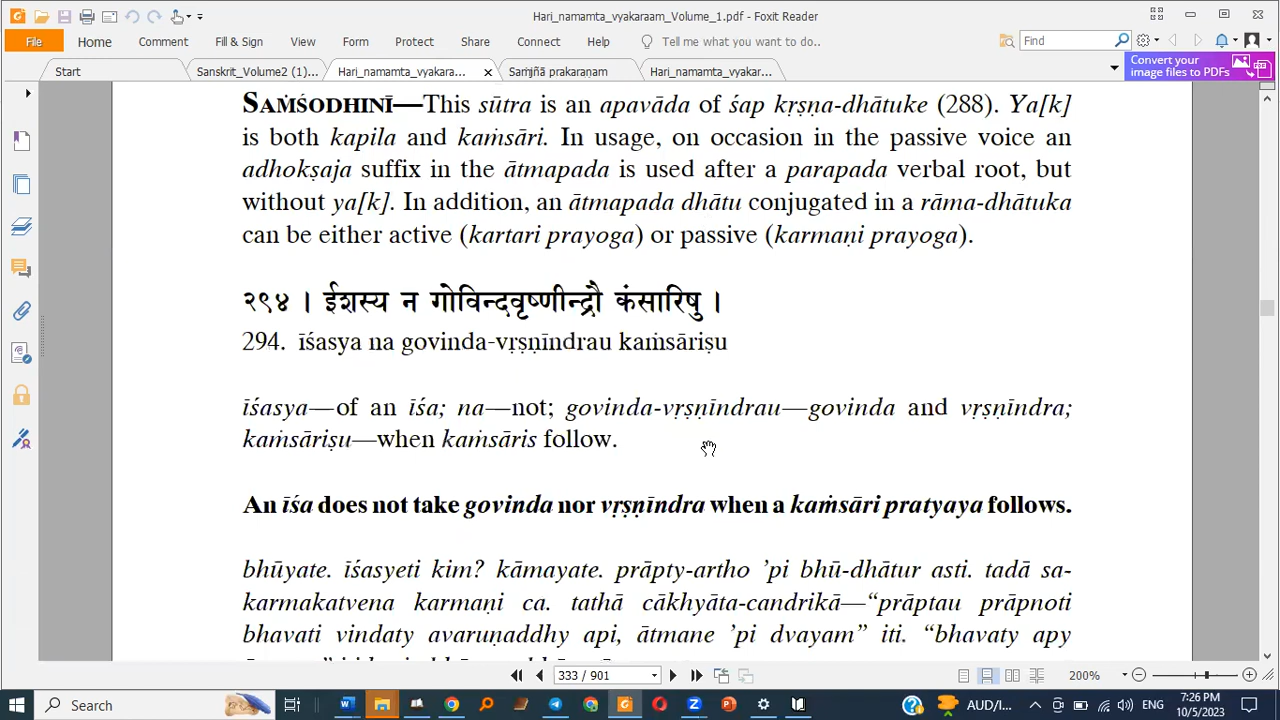 Hari_namamta_vyakaraam_Volume_1.pdf - Foxit Reader
File Home Comment Fill & Sign View Form Protect Share Connect Help Tell me what you want to do.. Find
Convert your
image files to PDFs
Start Sanskrit_Volume2 (1)... Hari_namamta_vyakara... Saṁjñā prakaraṇam Hari_namamta_vyakar...
SAṀŚODHINĪ—This sūtra is an apavāda of śap kṛṣṇa-dhātuke (288). Ya[k]
is both kapila and kaṁsāri. In usage, on occasion in the passive voice an
adhokṣaja suffix in the ātmapada is used after a parapada verbal root, but
without ya[k]. In addition, an ātmapada dhātu conjugated in a rāma-dhātuka
can be either active (kartari prayoga) or passive (karmaṇi prayoga).
२९४ । ईशस्य न गोविन्दवृष्णीन्द्रौ कंसारिषु ।
294. īśasya na govinda-vṛṣṇīndrau kaṁsāriṣu
īśasya—of an īśa; na—not; govinda-vṛṣṇīndrau—govinda and vṛṣṇīndra;
kaṁsāriṣu—when kaṁsāris follow.
An īśa does not take govinda nor vṛṣṇīndra when a kaṁsāri pratyaya follows.
bhūyate. īśasyeti kim? kāmayate. prāpty-artho ’pi bhū-dhātur asti. tadā sa-
karmakatvena karmaṇi ca. tathā cākhyāta-candrikā—“prāptau prāpnoti
bhavati vindaty avaruṇaddhy api, ātmane ’pi dvayam” iti. “bhavaty apy
333 / 901 200%
Search AUD/I... ENG 7:26 PM
10/5/2023